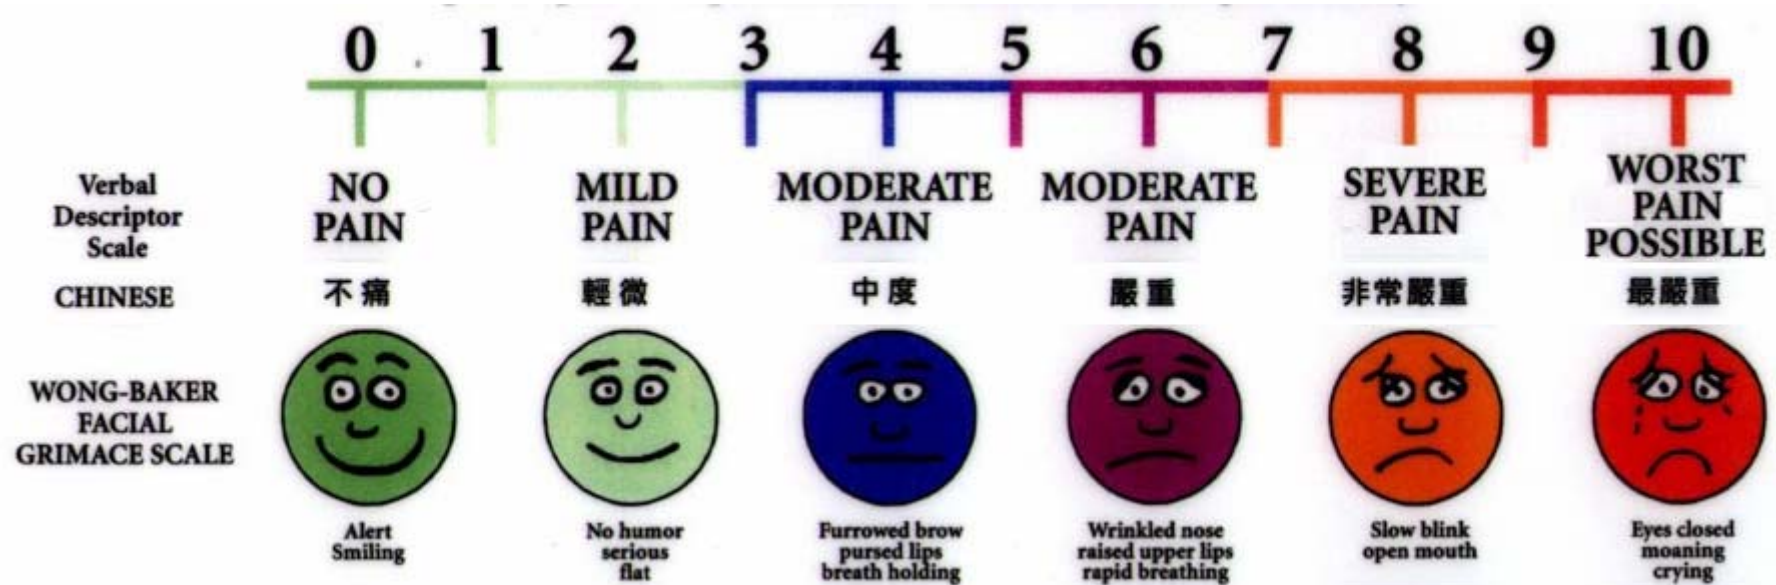 0 1 2 3 4 5 6 7 8 9 10
Verbal
Descriptor
Scale
NO
PAIN
MILD
PAIN
MODERATE
PAIN
MODERATE
PAIN
SEVERE
PAIN
WORST
PAIN
POSSIBLE
CHINESE
不痛
輕微
中度
嚴重
非常嚴重
最嚴重
WONG-BAKER
FACIAL
GRIMACE SCALE
Alert
Smiling
No humor
serious
flat
Furrowed brow
pursed lips
breath holding
Wrinkled nose
raised upper lips
rapid breathing
Slow blink
open mouth
Eyes closed
moaning
crying